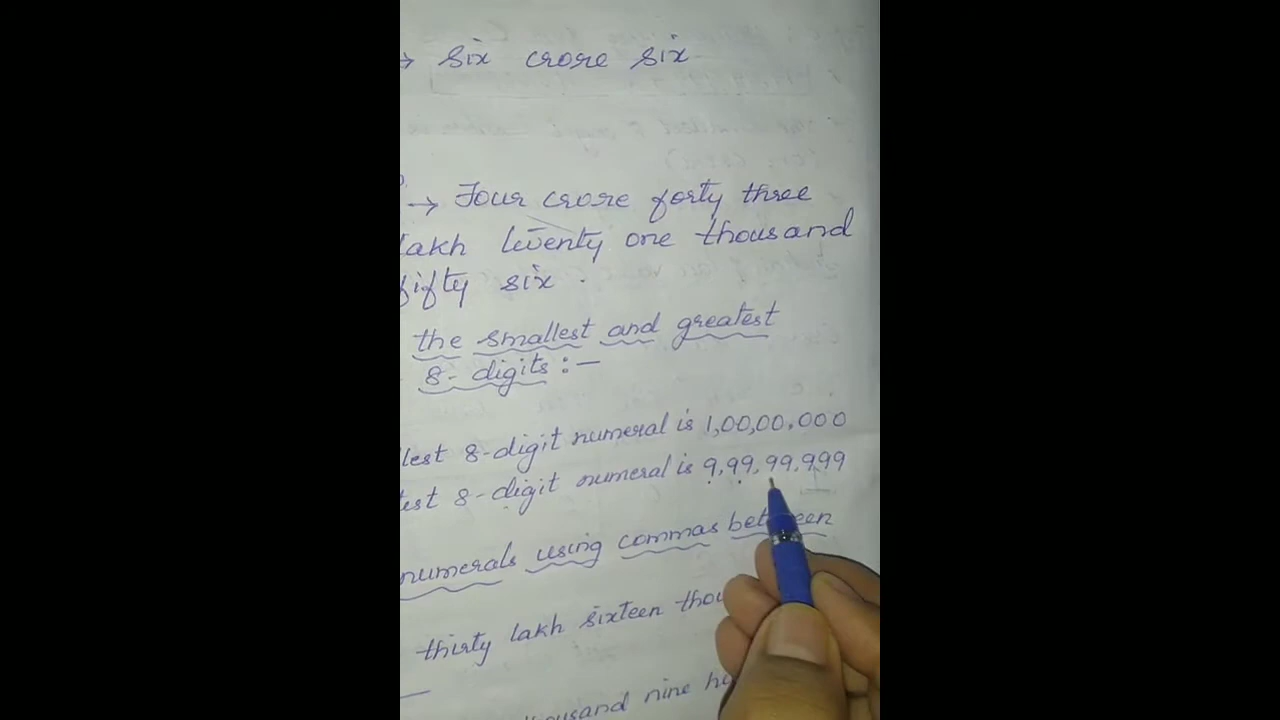 → Six crore six
→ Four crore forty three
lakh twenty one thousand
fifty six.
the smallest and greatest
8-digits :-
lest 8-digit numeral is 1,00,00,000
test 8-digit numeral is 9,99,99,999
numerals using commas between
thirty lakh sixteen thou
thousand nine